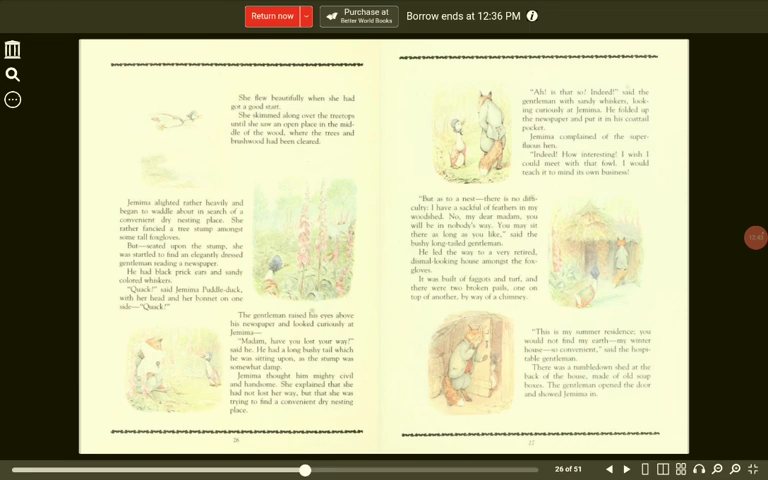 Return now
Purchase at
Better World Books
Borrow ends at 12:36 PM
She flew beautifully when she had
got a good start.
She skimmed along over the treetops
until she saw an open place in the mid-
dle of the wood, where the trees and
brushwood had been cleared.
Jemima alighted rather heavily and
began to waddle about in search of a
convenient dry nesting place. She
rather fancied a tree stump amongst
some tall foxgloves.
But—seated upon the stump, she
was startled to find an elegantly dressed
gentleman reading a newspaper.
He had black prick ears and sandy
colored whiskers.
"Quack?" said Jemima Puddle-duck,
with her head and her bonnet on one
side—"Quack?"
The gentleman raised his eyes above
his newspaper and looked curiously at
Jemima—
"Madam, have you lost your way?"
said he. He had a long bushy tail which
he was sitting upon, as the stump was
somewhat damp.
Jemima thought him mighty civil
and handsome. She explained that she
had not lost her way, but that she was
trying to find a convenient dry nesting
place.
26
"Ah! is that so? Indeed!" said the
gentleman with sandy whiskers, look-
ing curiously at Jemima. He folded up
the newspaper and put it in his coattail
pocket.
Jemima complained of the super-
fluous hen.
"Indeed! How interesting! I wish I
could meet with that fowl. I would
teach it to mind its own business!
"But as to a nest—there is no diffi-
culty: I have a sackful of feathers in my
woodshed. No, my dear madam, you
will be in nobody's way. You may sit
there as long as you like," said the
bushy long-tailed gentleman.
He led the way to a very retired,
dismal-looking house amongst the fox-
gloves.
It was built of faggots and turf, and
there were two broken pails, one on
top of another, by way of a chimney.
"This is my summer residence; you
would not find my earth—my winter
house—so convenient," said the hospi-
table gentleman.
There was a tumbledown shed at the
back of the house, made of old soap
boxes. The gentleman opened the door
and showed Jemima in.
27
26 of 51